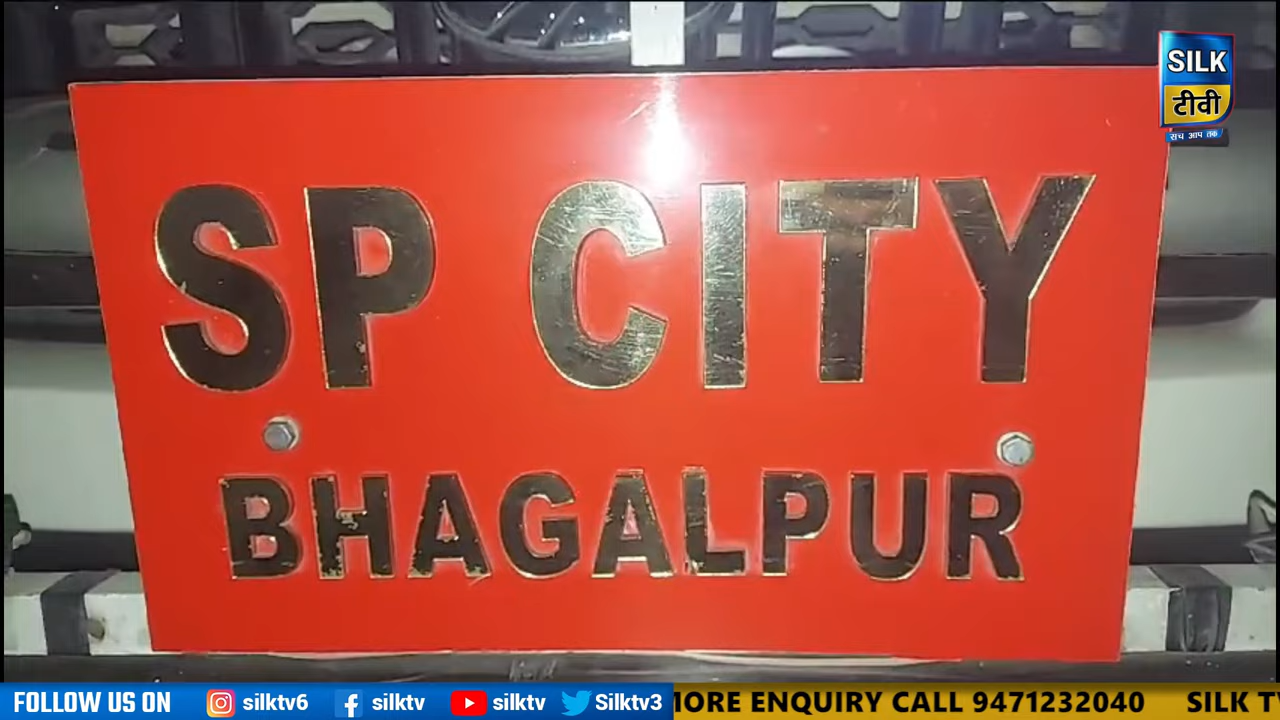 SILK
टीवी
सच आप तक
SP CITY
BHAGALPUR
FOLLOW US ON silktv6 silktv silktv Silktv3
MORE ENQUIRY CALL 9471232040 SILK TV